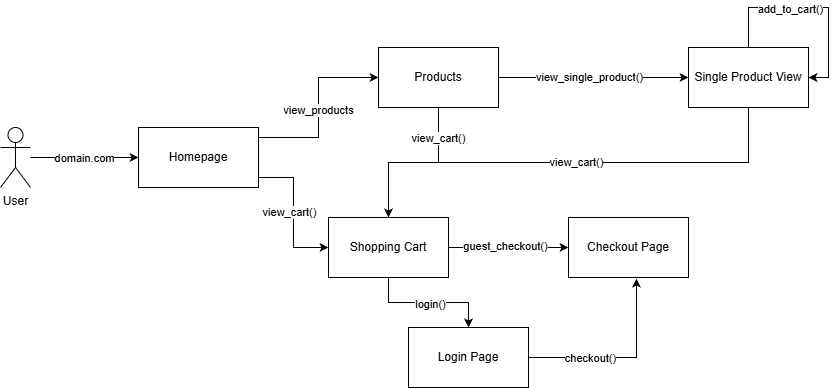 add_to_cart()
Products
view_single_product()
Single Product View
view_products
view_cart()
view_cart()
domain.com
Homepage
User
view_cart()
Shopping Cart
guest_checkout()
Checkout Page
login()
Login Page
checkout()